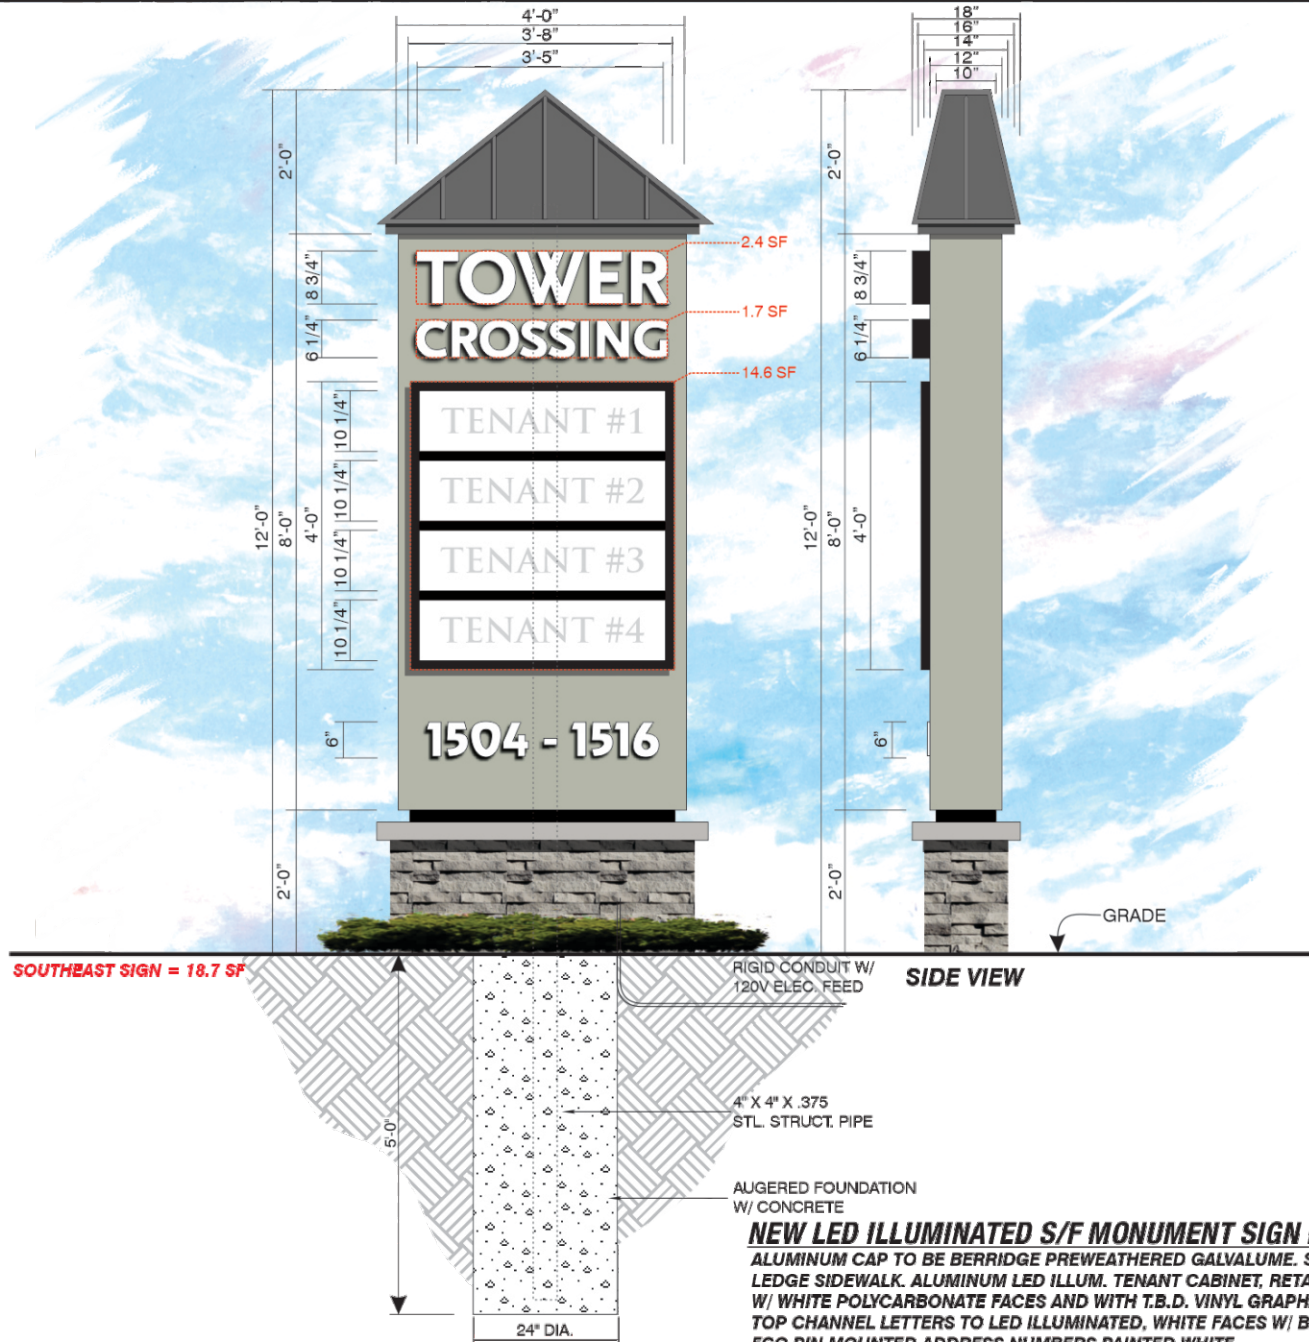 4'-0"
3'-8"
3'-5"
18"
16"
14"
12"
10"
2'-0"
2'-0"
TOWER
CROSSING
2.4 SF
1.7 SF
14.6 SF
8 3/4"
6 1/4"
8 3/4"
6 1/4"
TENANT #1
TENANT #2
TENANT #3
TENANT #4
10 1/4"
10 1/4"
10 1/4"
10 1/4"
12'-0"
8'-0"
4'-0"
12'-0"
8'-0"
4'-0"
6"
1504 - 1516
6"
2'-0"
2'-0"
GRADE
SOUTHEAST SIGN = 18.7 SF
RIGID CONDUIT W/
120V ELEC. FEED
SIDE VIEW
5'-0"
4" X 4" X .375
STL. STRUCT. PIPE
AUGERED FOUNDATION
W/ CONCRETE
24" DIA.
NEW LED ILLUMINATED S/F MONUMENT SIGN
ALUMINUM CAP TO BE BERRIDGE PREWEATHERED GALVALUME.
LEDGE SIDEWALK. ALUMINUM LED ILLUM. TENANT CABINET,
W/ WHITE POLYCARBONATE FACES AND WITH T.B.D. VINYL
TOP CHANNEL LETTERS TO LED ILLUMINATED, WHITE FACES W/
PIN MOUNTED ADDRESS NUMBERS PAINTED WHITE